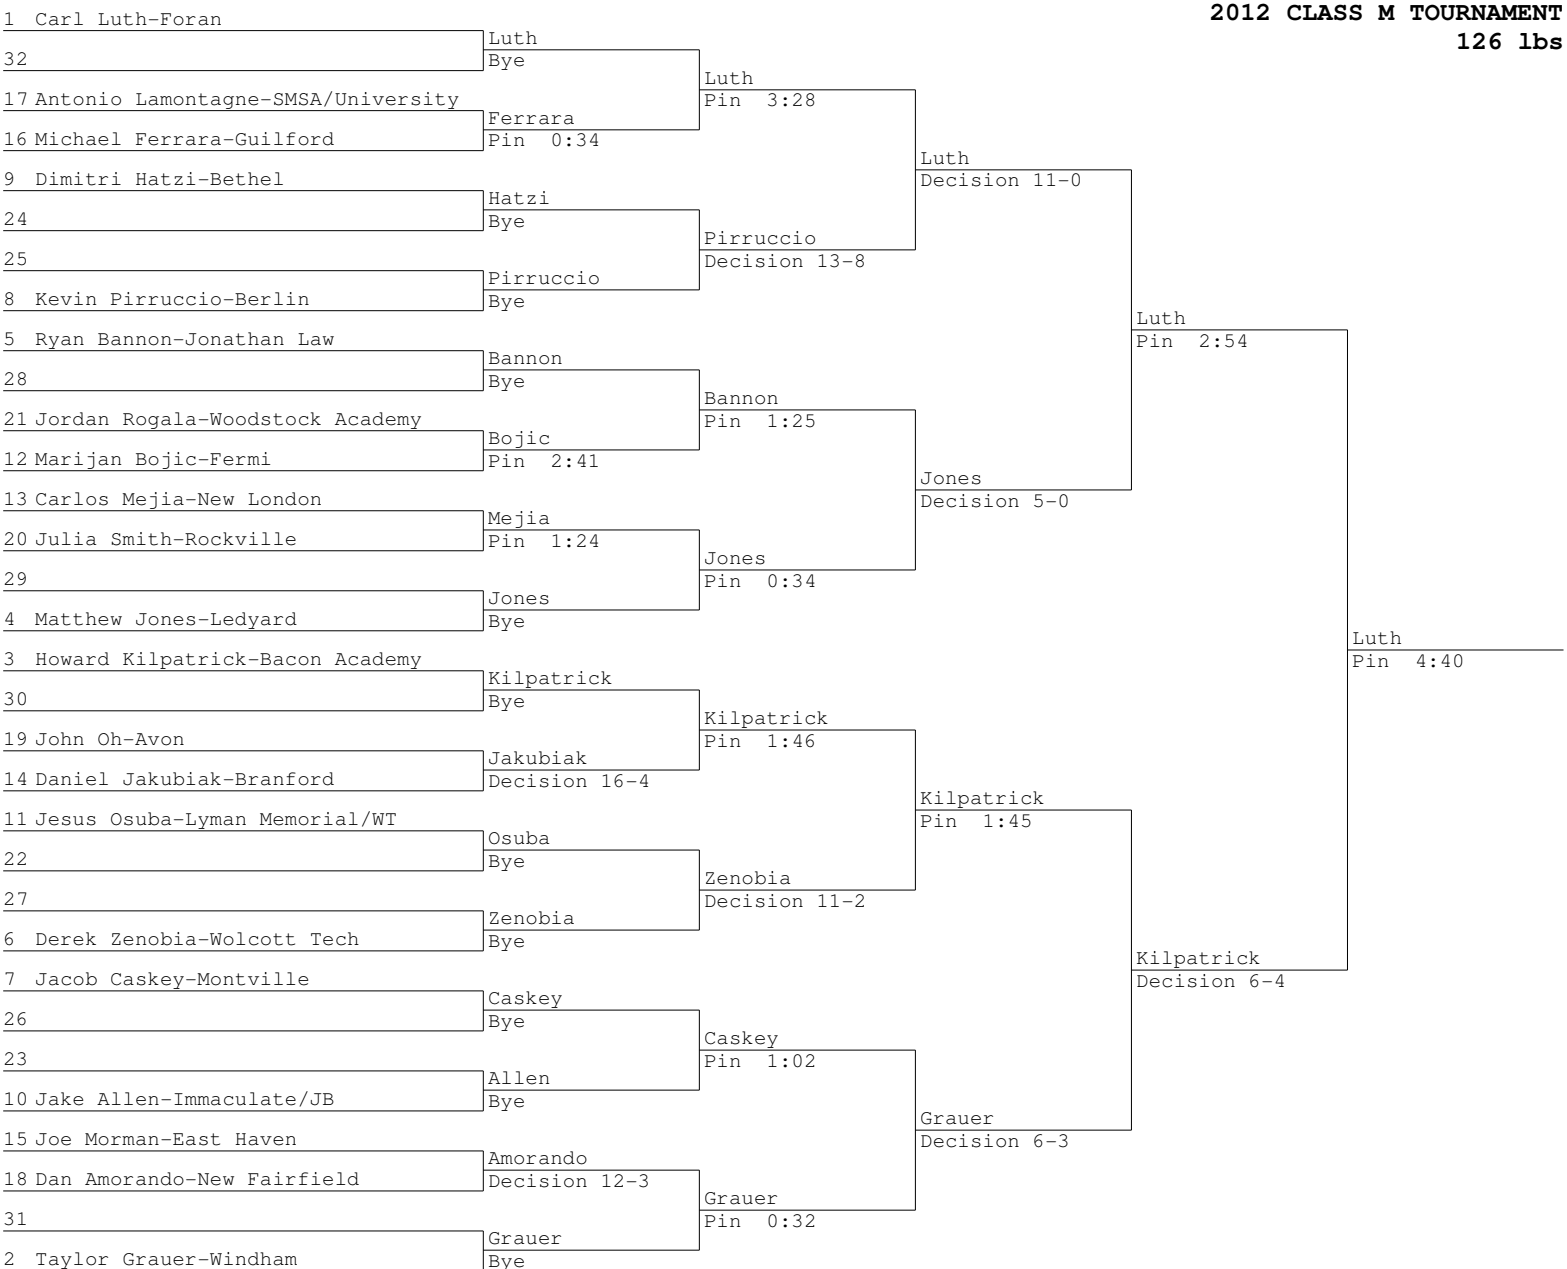 2012 CLASS M TOURNAMENT
126 lbs
1 Carl Luth-Foran
32
17 Antonio Lamontagne-SMSA/University
16 Michael Ferrara-Guilford
9 Dimitri Hatzi-Bethel
24
25
8 Kevin Pirruccio-Berlin
5 Ryan Bannon-Jonathan Law
28
21 Jordan Rogala-Woodstock Academy
12 Marijan Bojic-Fermi
13 Carlos Mejia-New London
20 Julia Smith-Rockville
29
4 Matthew Jones-Ledyard
3 Howard Kilpatrick-Bacon Academy
30
19 John Oh-Avon
14 Daniel Jakubiak-Branford
11 Jesus Osuba-Lyman Memorial/WT
22
27
6 Derek Zenobia-Wolcott Tech
7 Jacob Caskey-Montville
26
23
10 Jake Allen-Immaculate/JB
15 Joe Morman-East Haven
18 Dan Amorando-New Fairfield
31
2 Taylor Grauer-Windham
Luth
Bye
Ferrara
Pin 0:34
Hatzi
Bye
Pirruccio
Bye
Bannon
Bye
Bojic
Pin 2:41
Mejia
Pin 1:24
Jones
Bye
Kilpatrick
Bye
Jakubiak
Decision 16-4
Osuba
Bye
Zenobia
Bye
Caskey
Bye
Allen
Bye
Amorando
Decision 12-3
Grauer
Bye
Luth
Pin 3:28
Pirruccio
Decision 13-8
Bannon
Pin 1:25
Jones
Pin 0:34
Kilpatrick
Pin 1:46
Zenobia
Decision 11-2
Caskey
Pin 1:02
Grauer
Pin 0:32
Luth
Decision 11-0
Jones
Decision 5-0
Kilpatrick
Pin 1:45
Grauer
Decision 6-3
Luth
Pin 2:54
Kilpatrick
Decision 6-4
Luth
Pin 4:40